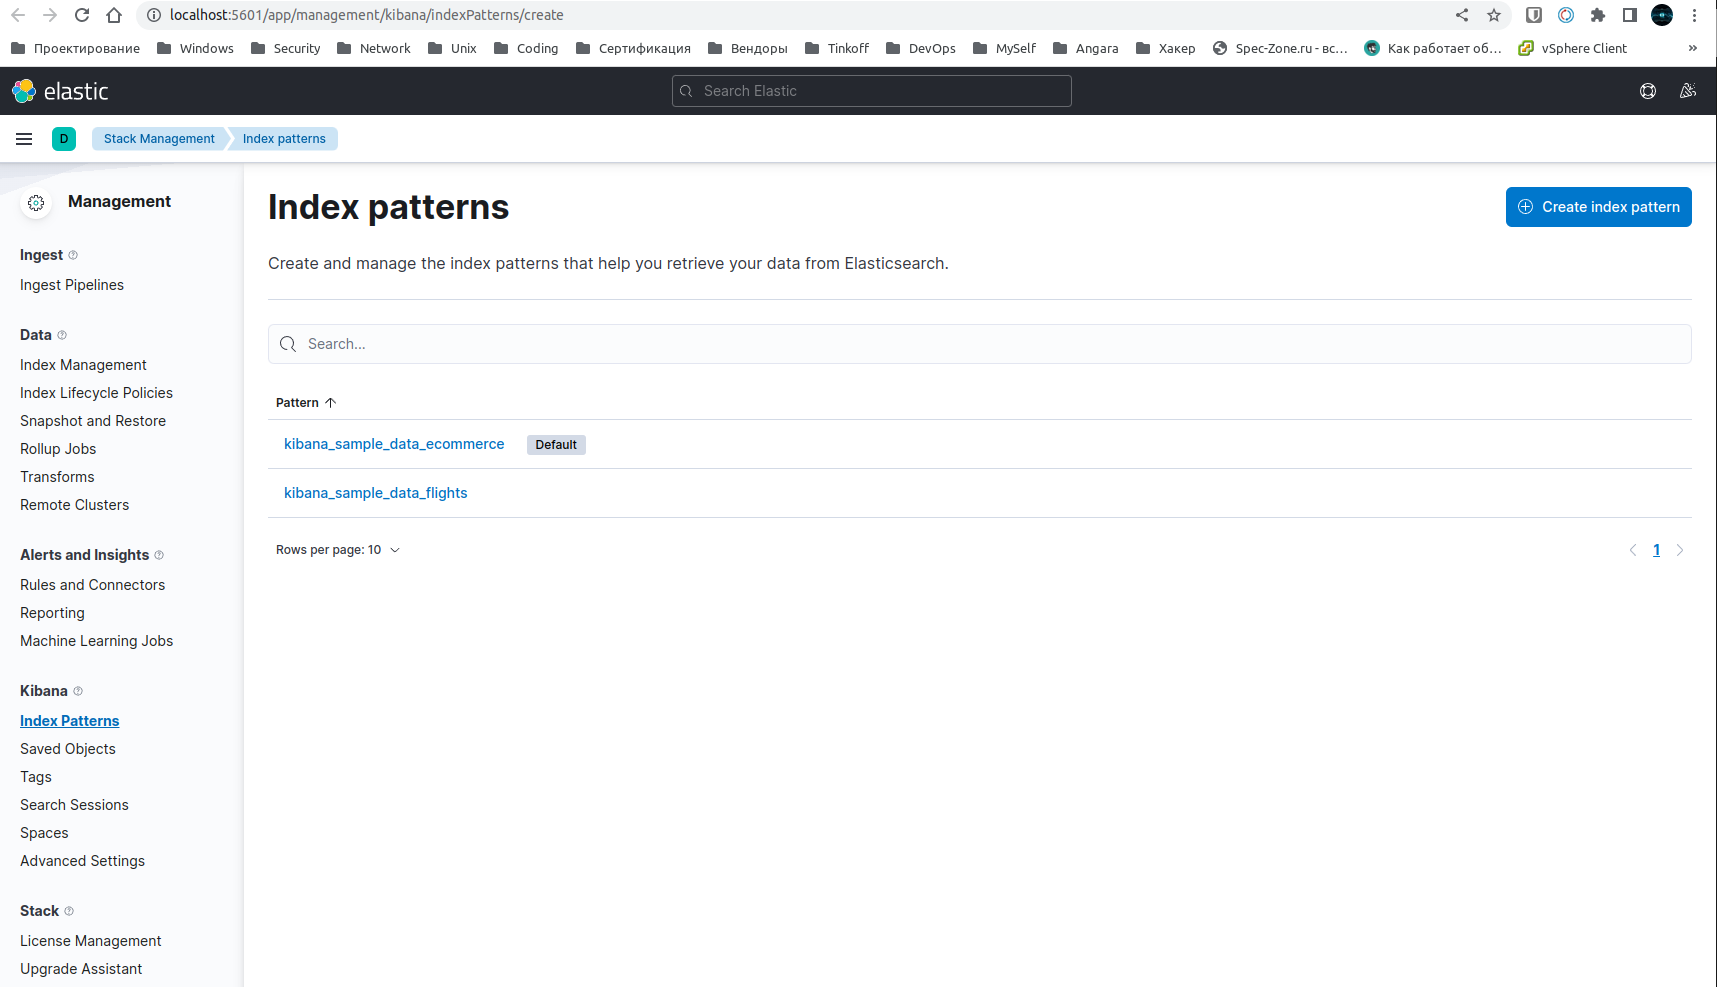 localhost:5601/app/management/kibana/indexPatterns/create
Проектирование Windows Security Network Unix Coding Сертификация Вендоры Tinkoff DevOps MySelf Angara Хакер Spec-Zone.ru - вс... Как работает об... vSphere Client »
elastic Search Elastic
D Stack Management Index patterns
Management
Ingest
Ingest Pipelines
Data
Index Management
Index Lifecycle Policies
Snapshot and Restore
Rollup Jobs
Transforms
Remote Clusters
Alerts and Insights
Rules and Connectors
Reporting
Machine Learning Jobs
Kibana
Index Patterns
Saved Objects
Tags
Search Sessions
Spaces
Advanced Settings
Stack
License Management
Upgrade Assistant
Index patterns
Create index pattern
Create and manage the index patterns that help you retrieve your data from Elasticsearch.
Search...
Pattern
kibana_sample_data_ecommerce Default
kibana_sample_data_flights
Rows per page: 10
1